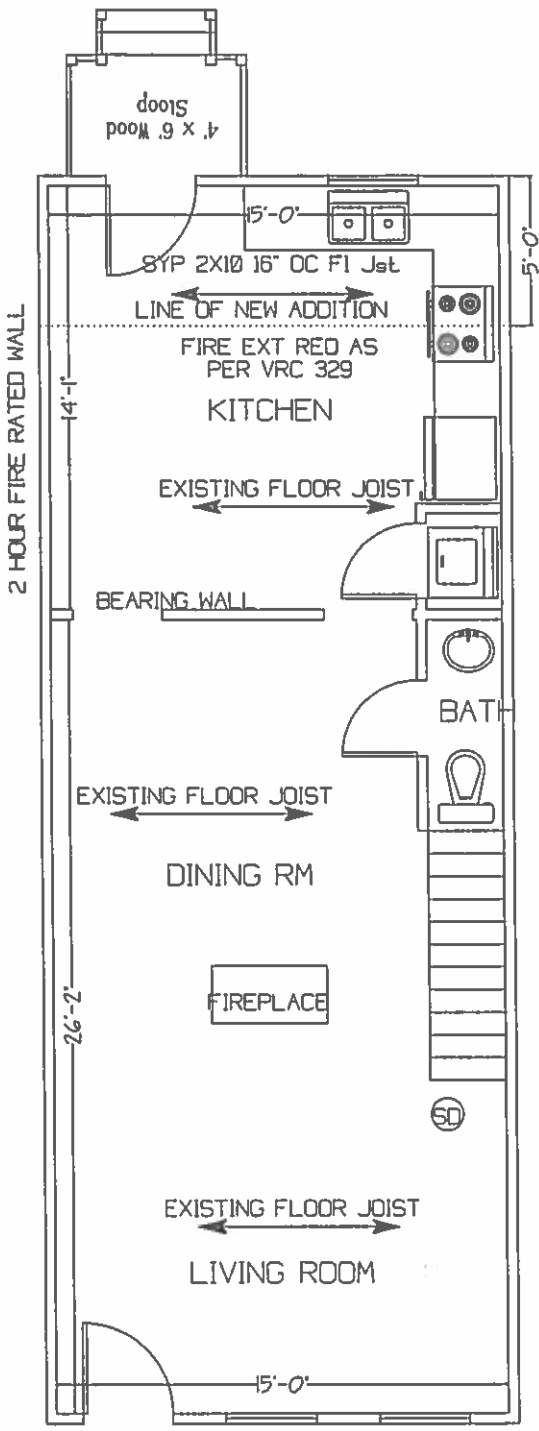 4' x 6' Wood
Stoop
15'-0"
5'-0"
SYP 2X10 16" OC Fl Jst
LINE OF NEW ADDITION
FIRE EXT REQ AS
PER VRC 329
KITCHEN
2 HOUR FIRE RATED WALL
14'-1"
EXISTING FLOOR JOIST
BEARING WALL
BATH
EXISTING FLOOR JOIST
DINING RM
FIREPLACE
26'-2"
SD
EXISTING FLOOR JOIST
LIVING ROOM
15'-0"